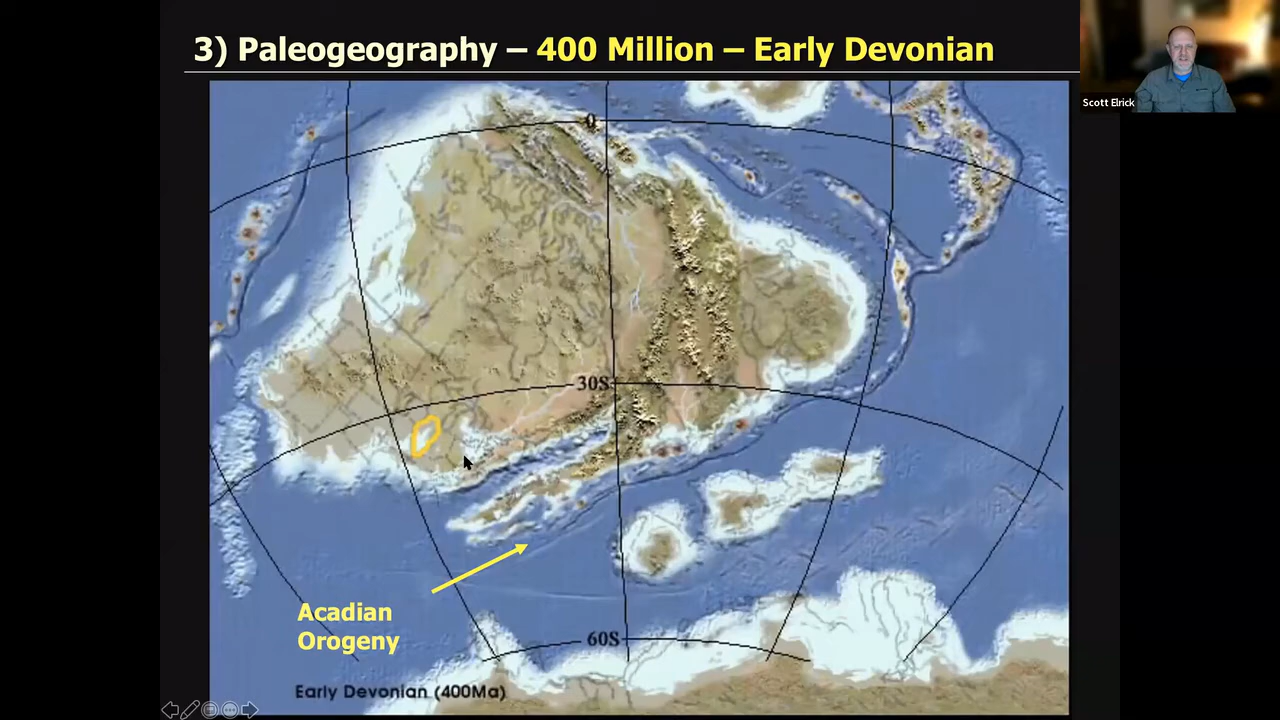 3) Paleogeography – 400 Million – Early Devonian
Scott Elrick
0
30S
60S
Acadian
Orogeny
Early Devonian (400Ma)